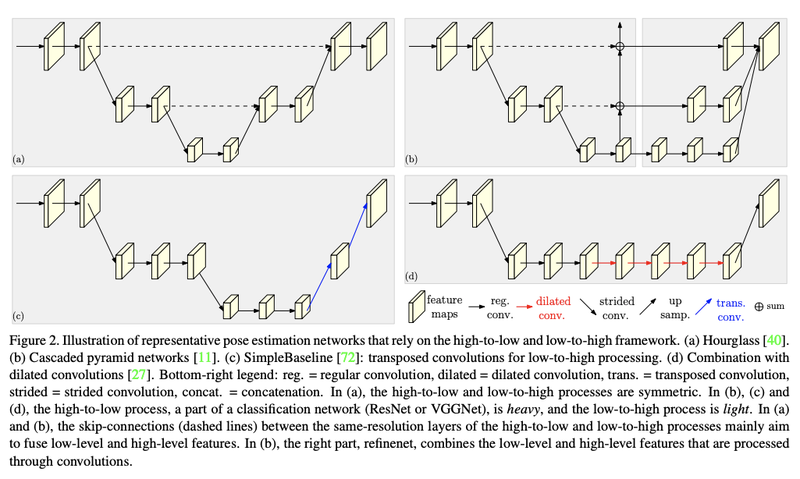 (a)
(b)
(c)
(d)
feature maps
reg. conv.
dilated conv.
strided conv.
up samp.
trans. conv.
⊕ sum
Figure 2. Illustration of representative pose estimation networks that rely on the high-to-low and low-to-high framework. (a) Hourglass [40].
(b) Cascaded pyramid networks [11]. (c) SimpleBaseline [72]: transposed convolutions for low-to-high processing. (d) Combination with
dilated convolutions [27]. Bottom-right legend: reg. = regular convolution, dilated = dilated convolution, trans. = transposed convolution,
strided = strided convolution, concat. = concatenation. In (a), the high-to-low and low-to-high processes are symmetric. In (b), (c) and
(d), the high-to-low process, a part of a classification network (ResNet or VGGNet), is heavy, and the low-to-high process is light. In (a)
and (b), the skip-connections (dashed lines) between the same-resolution layers of the high-to-low and low-to-high processes mainly aim
to fuse low-level and high-level features. In (b), the right part, refinenet, combines the low-level and high-level features that are processed
through convolutions.